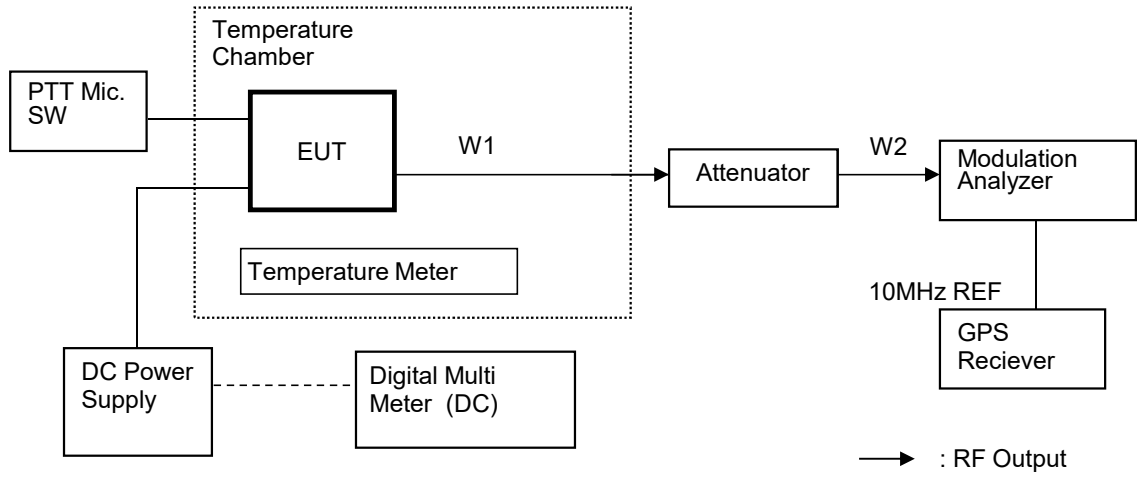 Temperature
Chamber
PTT Mic.
SW
EUT
W1
Attenuator
W2
Modulation
Analyzer
Temperature Meter
10MHz REF
GPS
Reciever
DC Power
Supply
Digital Multi
Meter (DC)
: RF Output